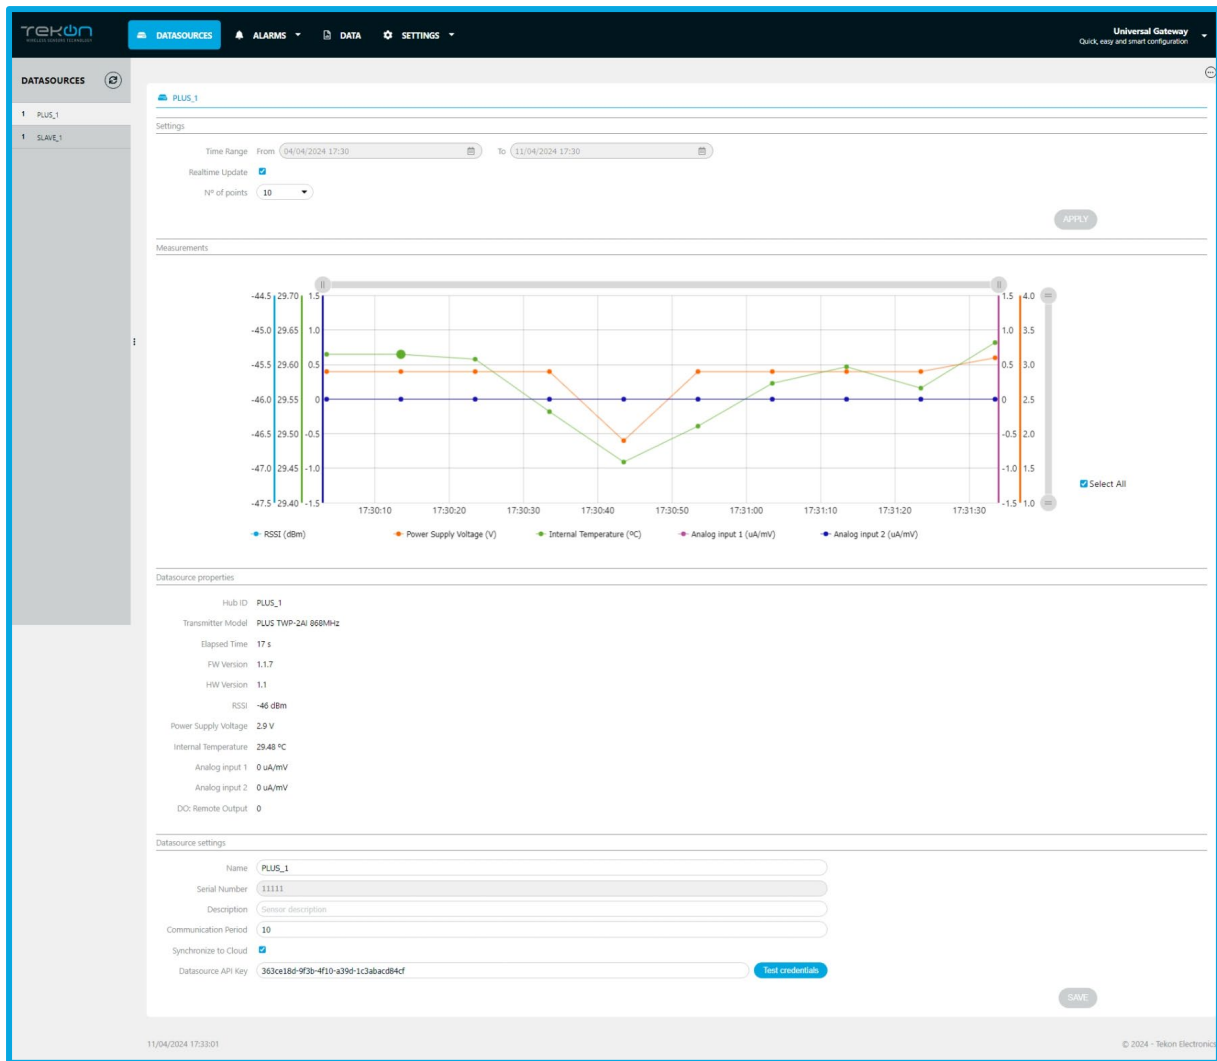 TEKON
WIRELESS SENSORS TECHNOLOGY
DATASOURCES
ALARMS
DATA
SETTINGS
Universal Gateway
Quick, easy and smart configuration
DATASOURCES
1 PLUS_1
1 SLAVE_1
PLUS_1
Settings
Time Range From 04/04/2024 17:30 To 11/04/2024 17:30
Realtime Update
Nº of points 10
APPLY
Measurements
-44.5 29.70 1.5 1.5 4.0
-45.0 29.65 1.0 1.0 3.5
-45.5 29.60 0.5 0.5 3.0
-46.0 29.55 0 0 2.5
-46.5 29.50 -0.5 -0.5 2.0
-47.0 29.45 -1.0 -1.0 1.5
-47.5 29.40 -1.5 -1.5 1.0
Select All
17:30:10 17:30:20 17:30:30 17:30:40 17:30:50 17:31:00 17:31:10 17:31:20 17:31:30
RSSI (dBm) Power Supply Voltage (V) Internal Temperature (ºC) Analog input 1 (uA/mV) Analog input 2 (uA/mV)
Datasource properties
Hub ID PLUS_1
Transmitter Model PLUS TWP-2AI 868MHz
Elapsed Time 17 s
FW Version 1.1.7
HW Version 1.1
RSSI -46 dBm
Power Supply Voltage 2.9 V
Internal Temperature 29.48 ºC
Analog input 1 0 uA/mV
Analog input 2 0 uA/mV
DO: Remote Output 0
Datasource settings
Name PLUS_1
Serial Number 11111
Description Sensor description
Communication Period 10
Synchronize to Cloud
Datasource API Key 363ce18d-9f3b-4f10-a39d-1c3abacd84cf Test credentials
SAVE
11/04/2024 17:33:01
© 2024 - Tekon Electronics